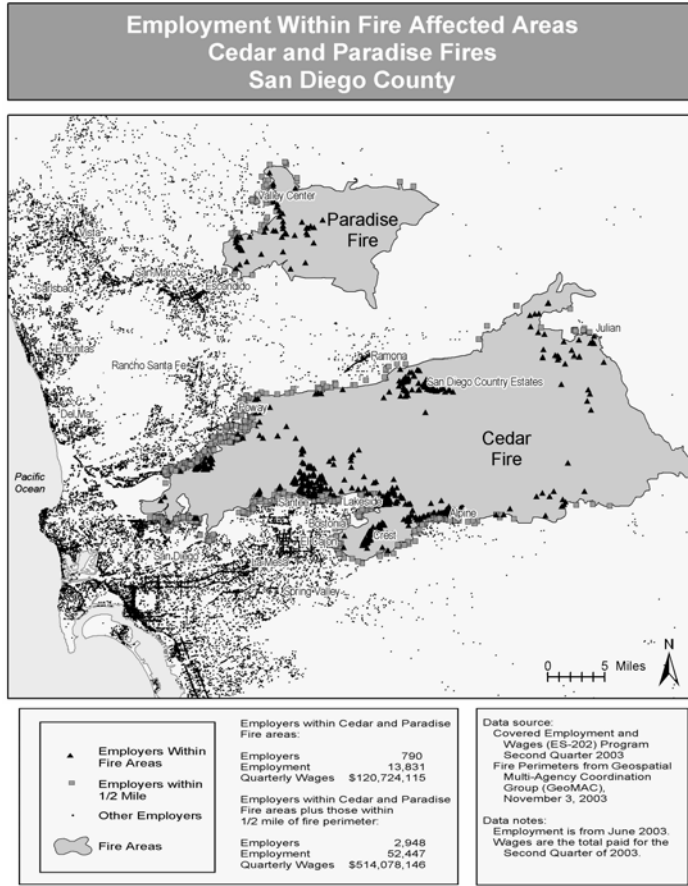 Employment Within Fire Affected Areas
Cedar and Paradise Fires
San Diego County
Valley Center
Paradise
Fire
Vista
San Marcos
Escondido
Carlsbad
Encinitas
Rancho Santa Fe
Ramona
Julian
San Diego Country Estates
Del Mar
Poway
Cedar
Fire
Pacific
Ocean
Santee
Lakeside
Alpine
Bostonia
Crest
San Diego
El Cajon
La Mesa
Spring Valley
0 5 Miles
N
Employers Within
Fire Areas
Employers within
1/2 Mile
Other Employers
Fire Areas
Employers within Cedar and Paradise
Fire areas:
Employers 790
Employment 13,831
Quarterly Wages $120,724,115
Employers within Cedar and Paradise
Fire areas plus those within
1/2 mile of fire perimeter:
Employers 2,948
Employment 52,447
Quarterly Wages $514,078,146
Data source:
Covered Employment and
Wages (ES-202) Program
Second Quarter 2003
Fire Perimeters from Geospatial
Multi-Agency Coordination
Group (GeoMAC),
November 3, 2003
Data notes:
Employment is from June 2003.
Wages are the total paid for the
Second Quarter of 2003.